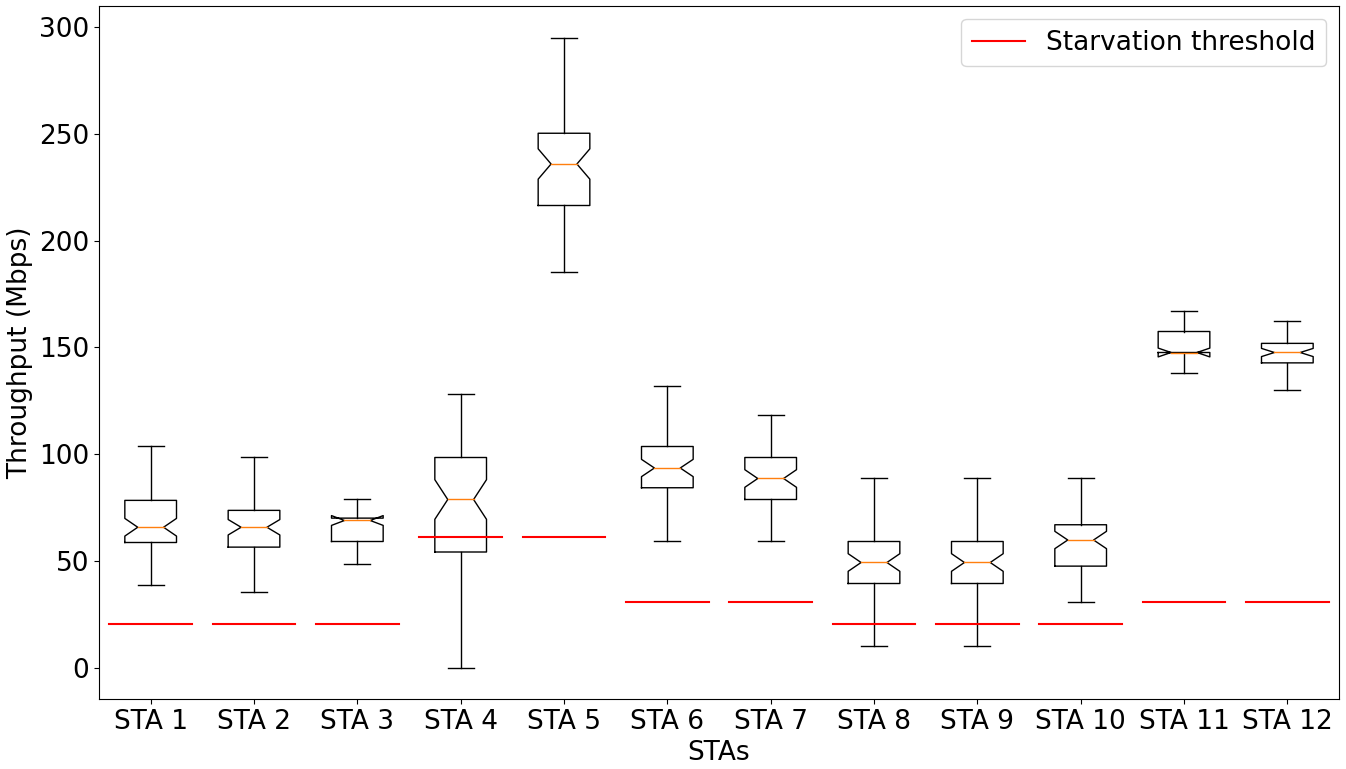 Starvation threshold
Throughput (Mbps)
300
250
200
150
100
50
0
STA 1 STA 2 STA 3 STA 4 STA 5 STA 6 STA 7 STA 8 STA 9 STA 10 STA 11 STA 12
STAs